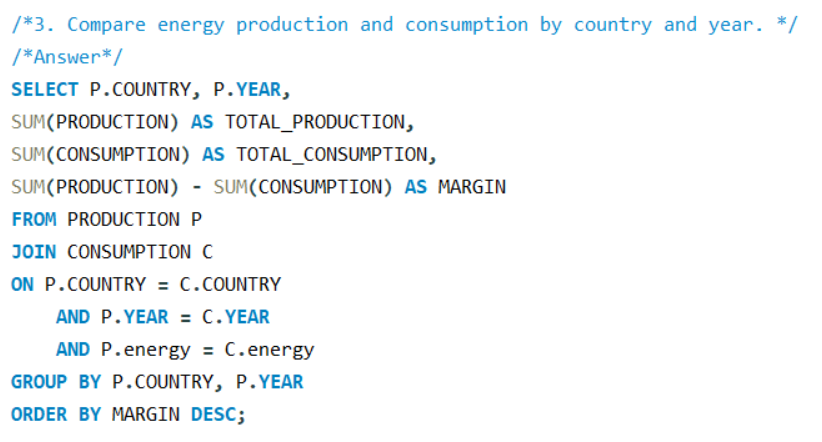 /*3. Compare energy production and consumption by country and year. */
/*Answer*/
SELECT P.COUNTRY, P.YEAR,
SUM(PRODUCTION) AS TOTAL_PRODUCTION,
SUM(CONSUMPTION) AS TOTAL_CONSUMPTION,
SUM(PRODUCTION) - SUM(CONSUMPTION) AS MARGIN
FROM PRODUCTION P
JOIN CONSUMPTION C
ON P.COUNTRY = C.COUNTRY
    AND P.YEAR = C.YEAR
    AND P.energy = C.energy
GROUP BY P.COUNTRY, P.YEAR
ORDER BY MARGIN DESC;